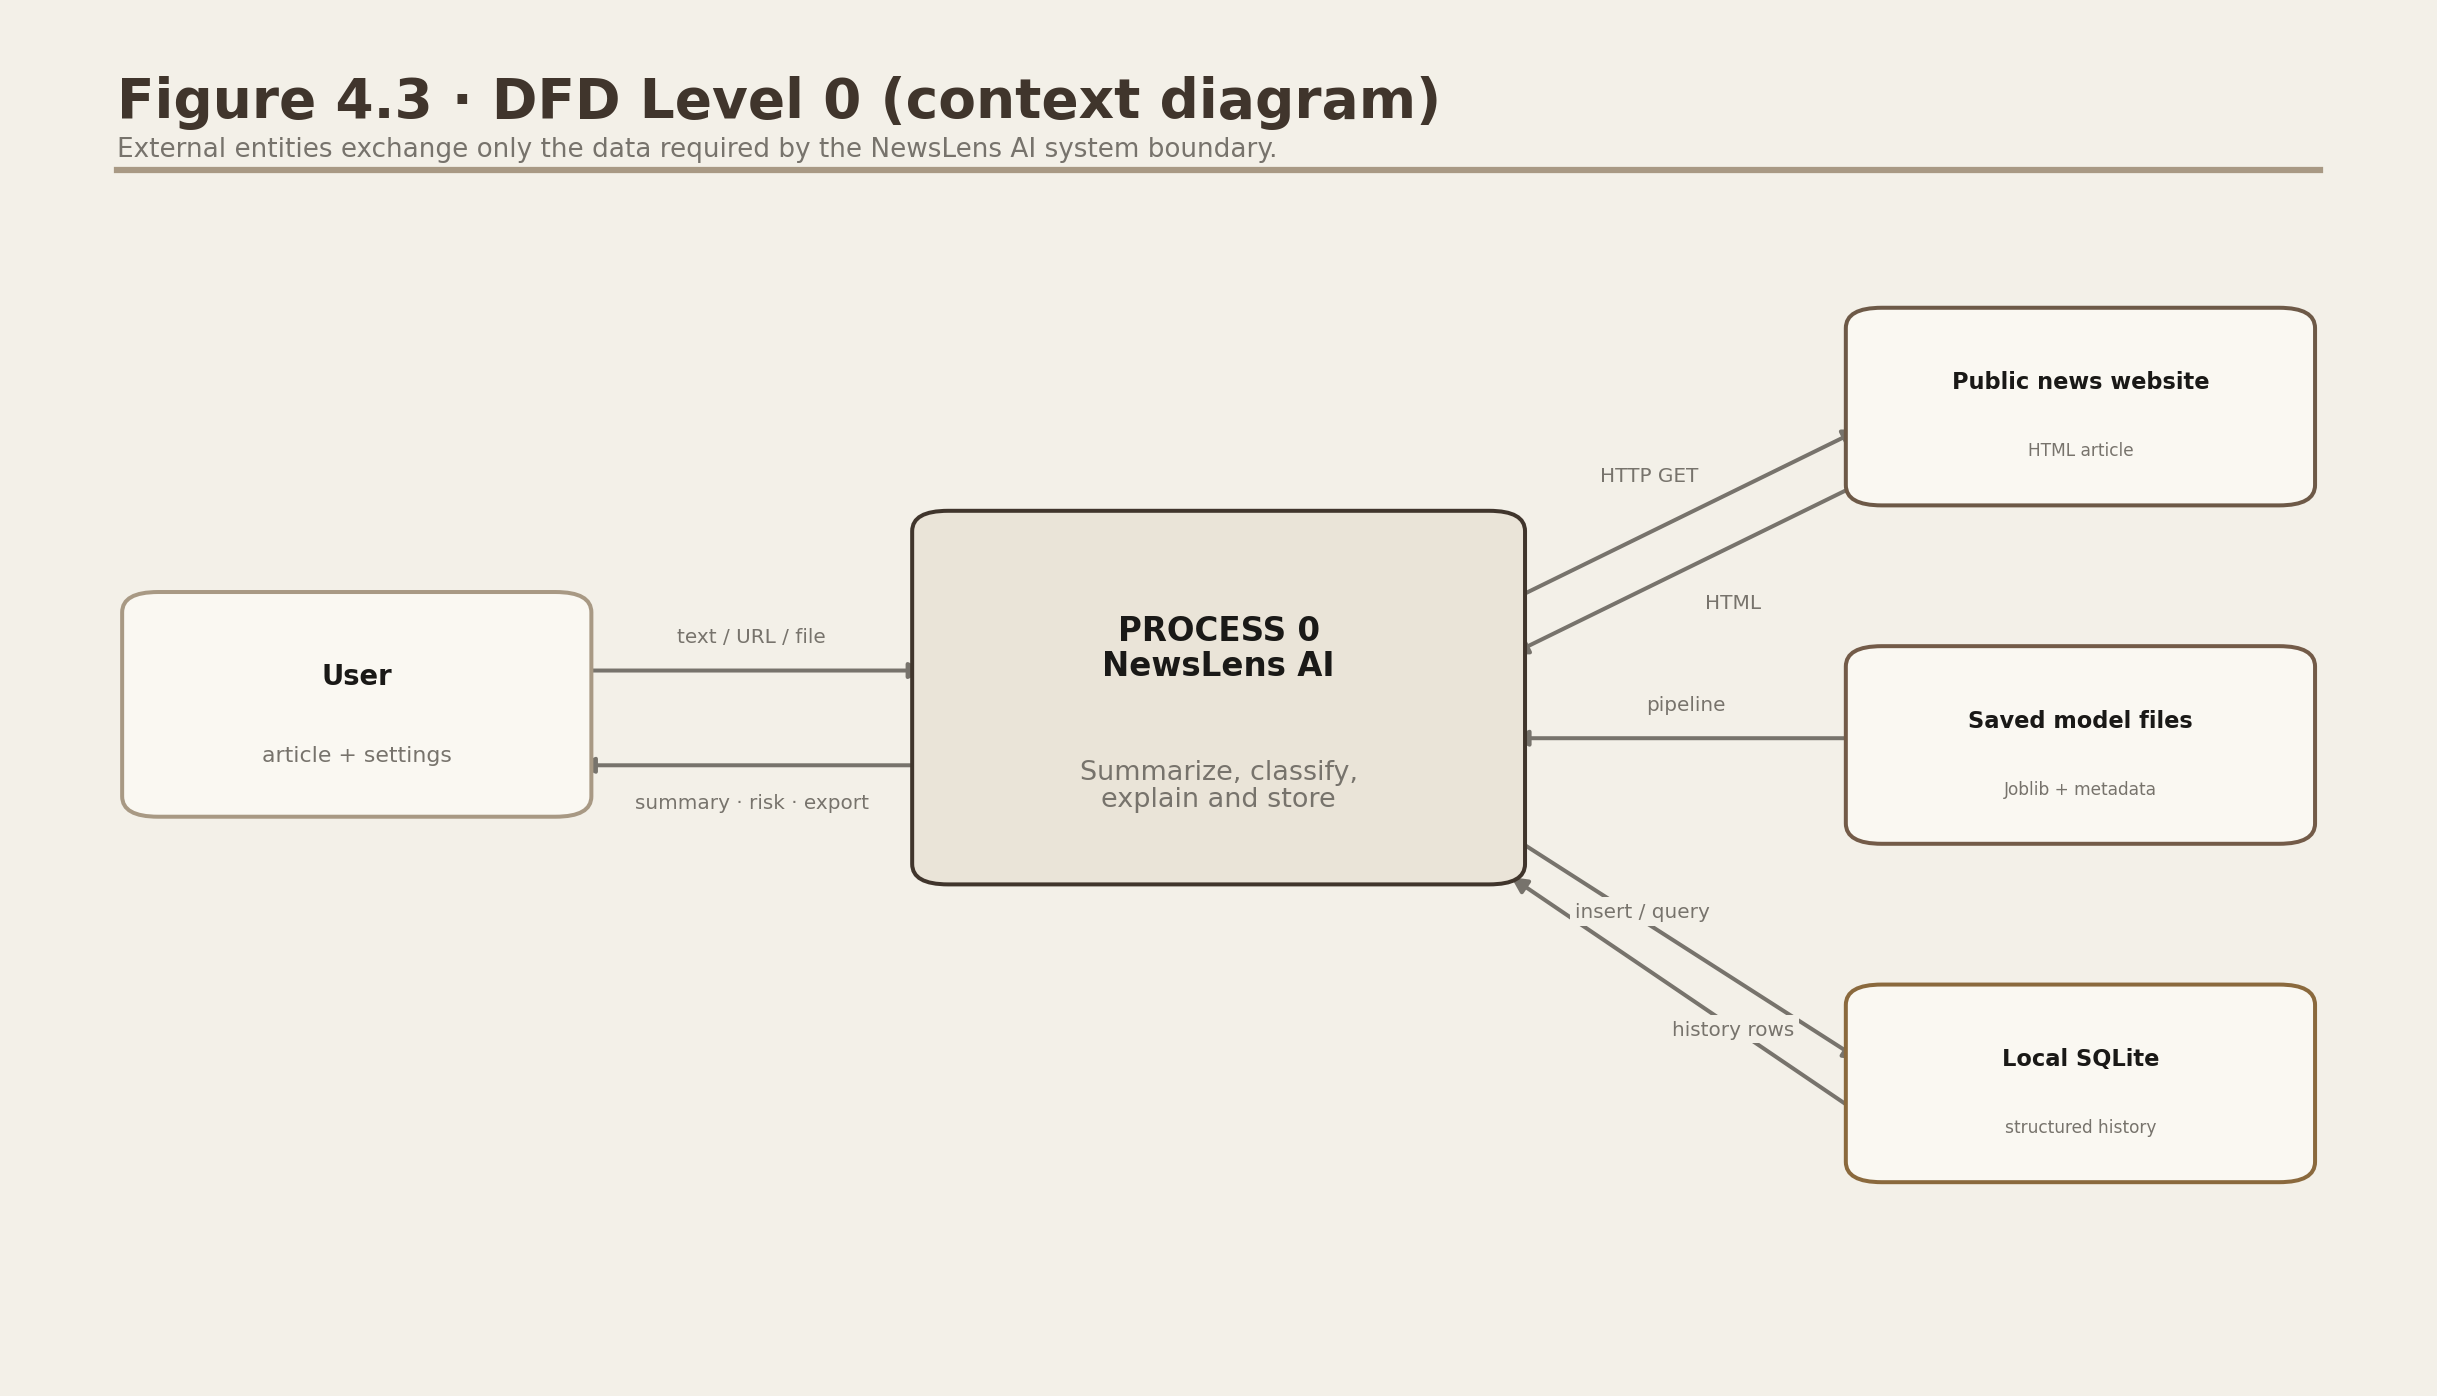 Figure 4.3 · DFD Level 0 (context diagram)
External entities exchange only the data required by the NewsLens AI system boundary.
User
article + settings
text / URL / file
summary · risk · export
PROCESS 0
NewsLens AI
Summarize, classify,
explain and store
HTTP GET
HTML
pipeline
insert / query
history rows
Public news website
HTML article
Saved model files
Joblib + metadata
Local SQLite
structured history